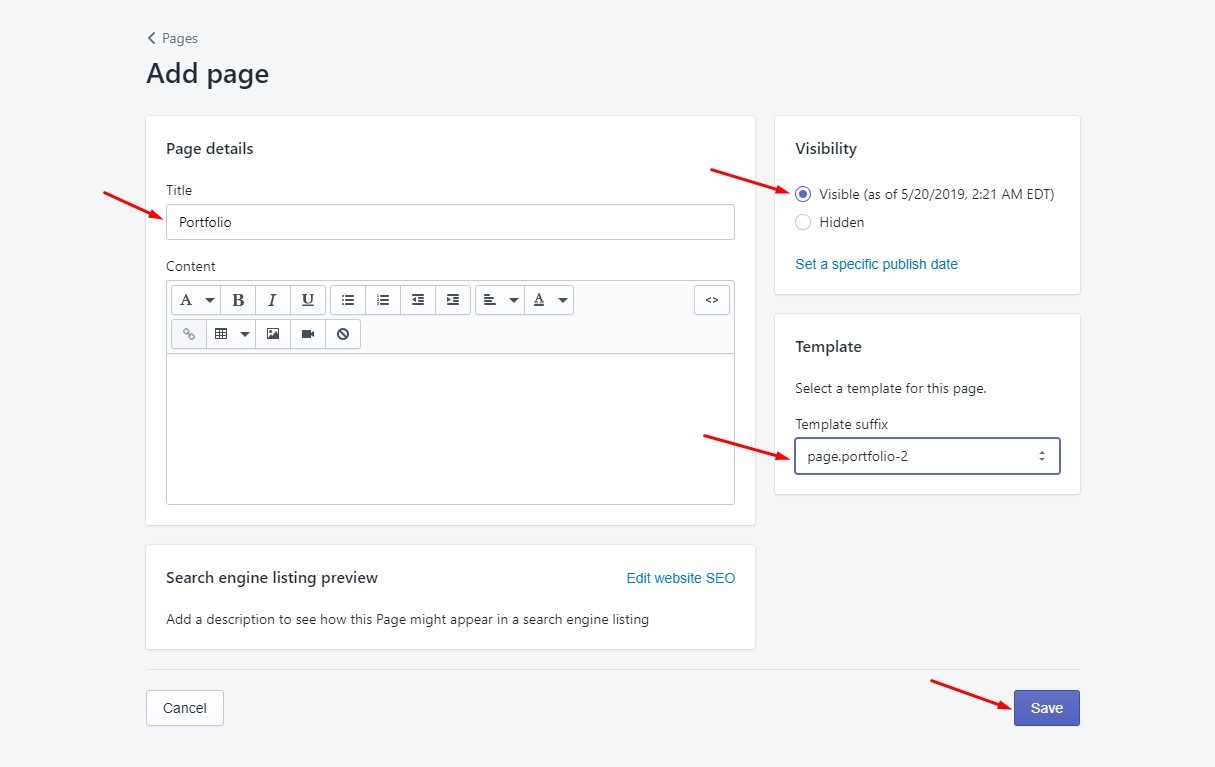 Pages
Add page
Page details
Title
Portfolio
Content
A B I U A <>
Search engine listing preview
Edit website SEO
Add a description to see how this Page might appear in a search engine listing
Visibility
Visible (as of 5/20/2019, 2:21 AM EDT)
Hidden
Set a specific publish date
Template
Select a template for this page.
Template suffix
page.portfolio-2
Cancel
Save